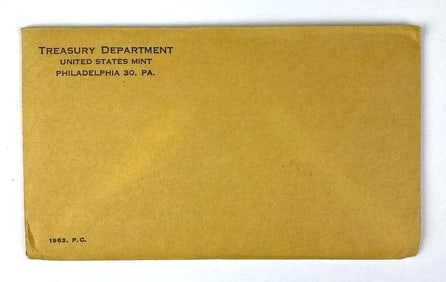 TREASURY DEPARTMENT
UNITED STATES MINT
PHILADELPHIA 30, PA.
1963, P.C.